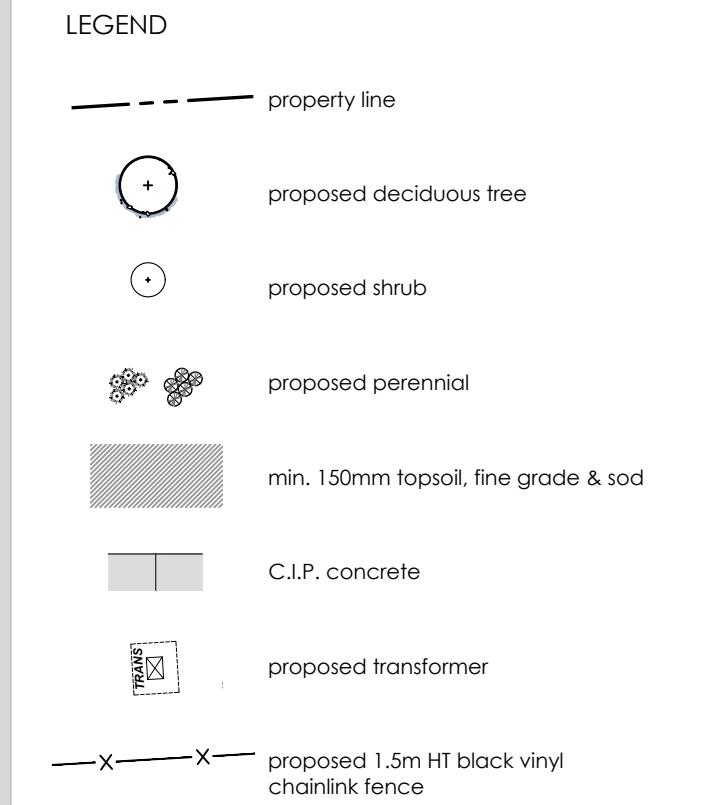 LEGEND
property line
proposed deciduous tree
proposed shrub
proposed perennial
min. 150mm topsoil, fine grade & sod
C.I.P. concrete
TRANS
proposed transformer
X X
proposed 1.5m HT black vinyl
chainlink fence